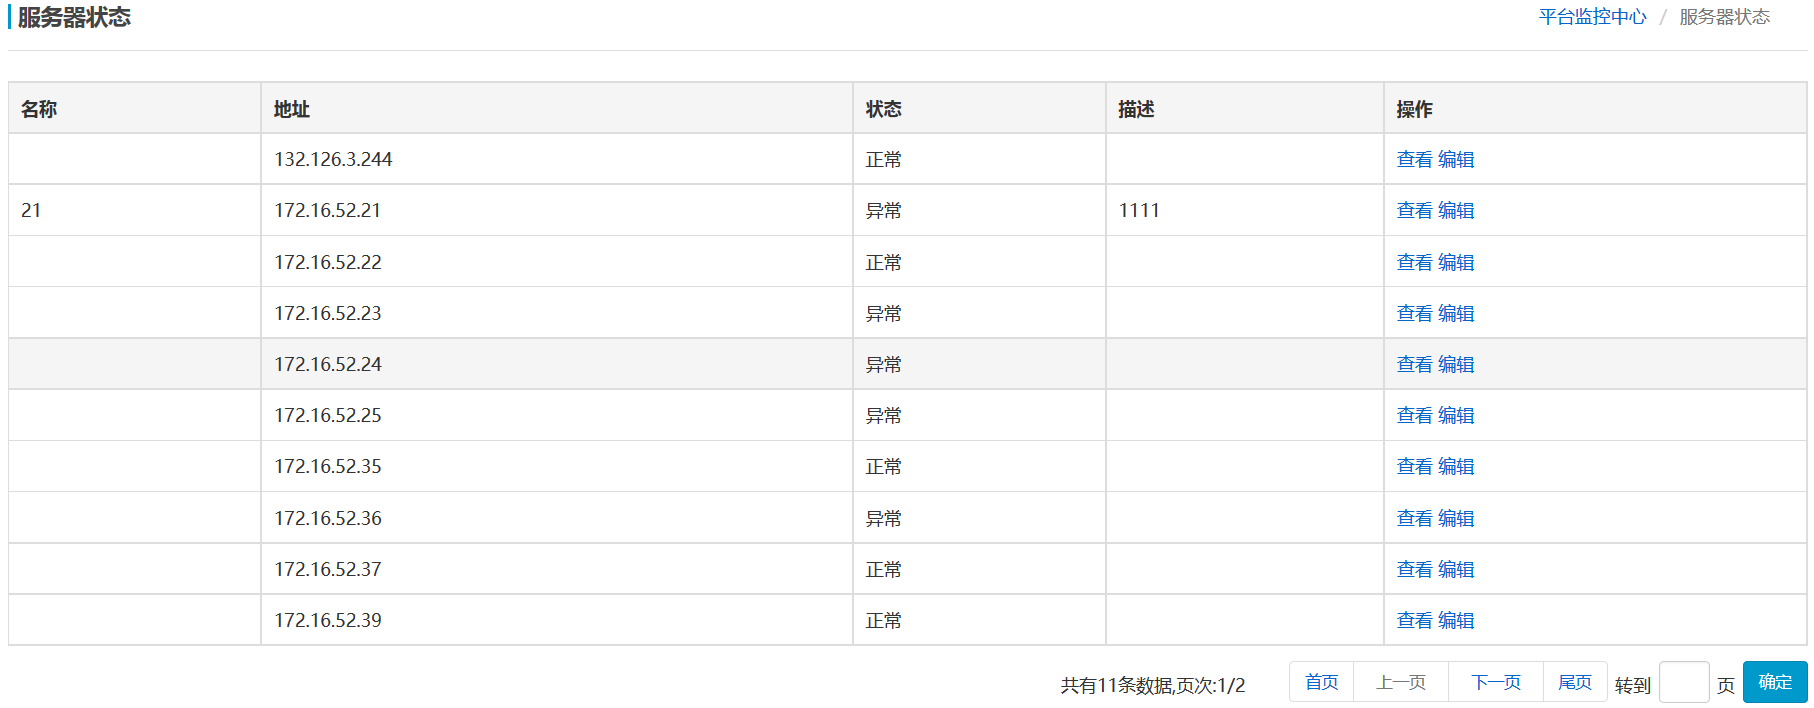 服务器状态
平台监控中心 / 服务器状态
名称 地址 状态 描述 操作
132.126.3.244 正常 查看 编辑
21 172.16.52.21 异常 1111 查看 编辑
172.16.52.22 正常 查看 编辑
172.16.52.23 异常 查看 编辑
172.16.52.24 异常 查看 编辑
172.16.52.25 异常 查看 编辑
172.16.52.35 正常 查看 编辑
172.16.52.36 异常 查看 编辑
172.16.52.37 正常 查看 编辑
172.16.52.39 正常 查看 编辑
共有11条数据,页次:1/2 首页 上一页 下一页 尾页 转到 页 确定